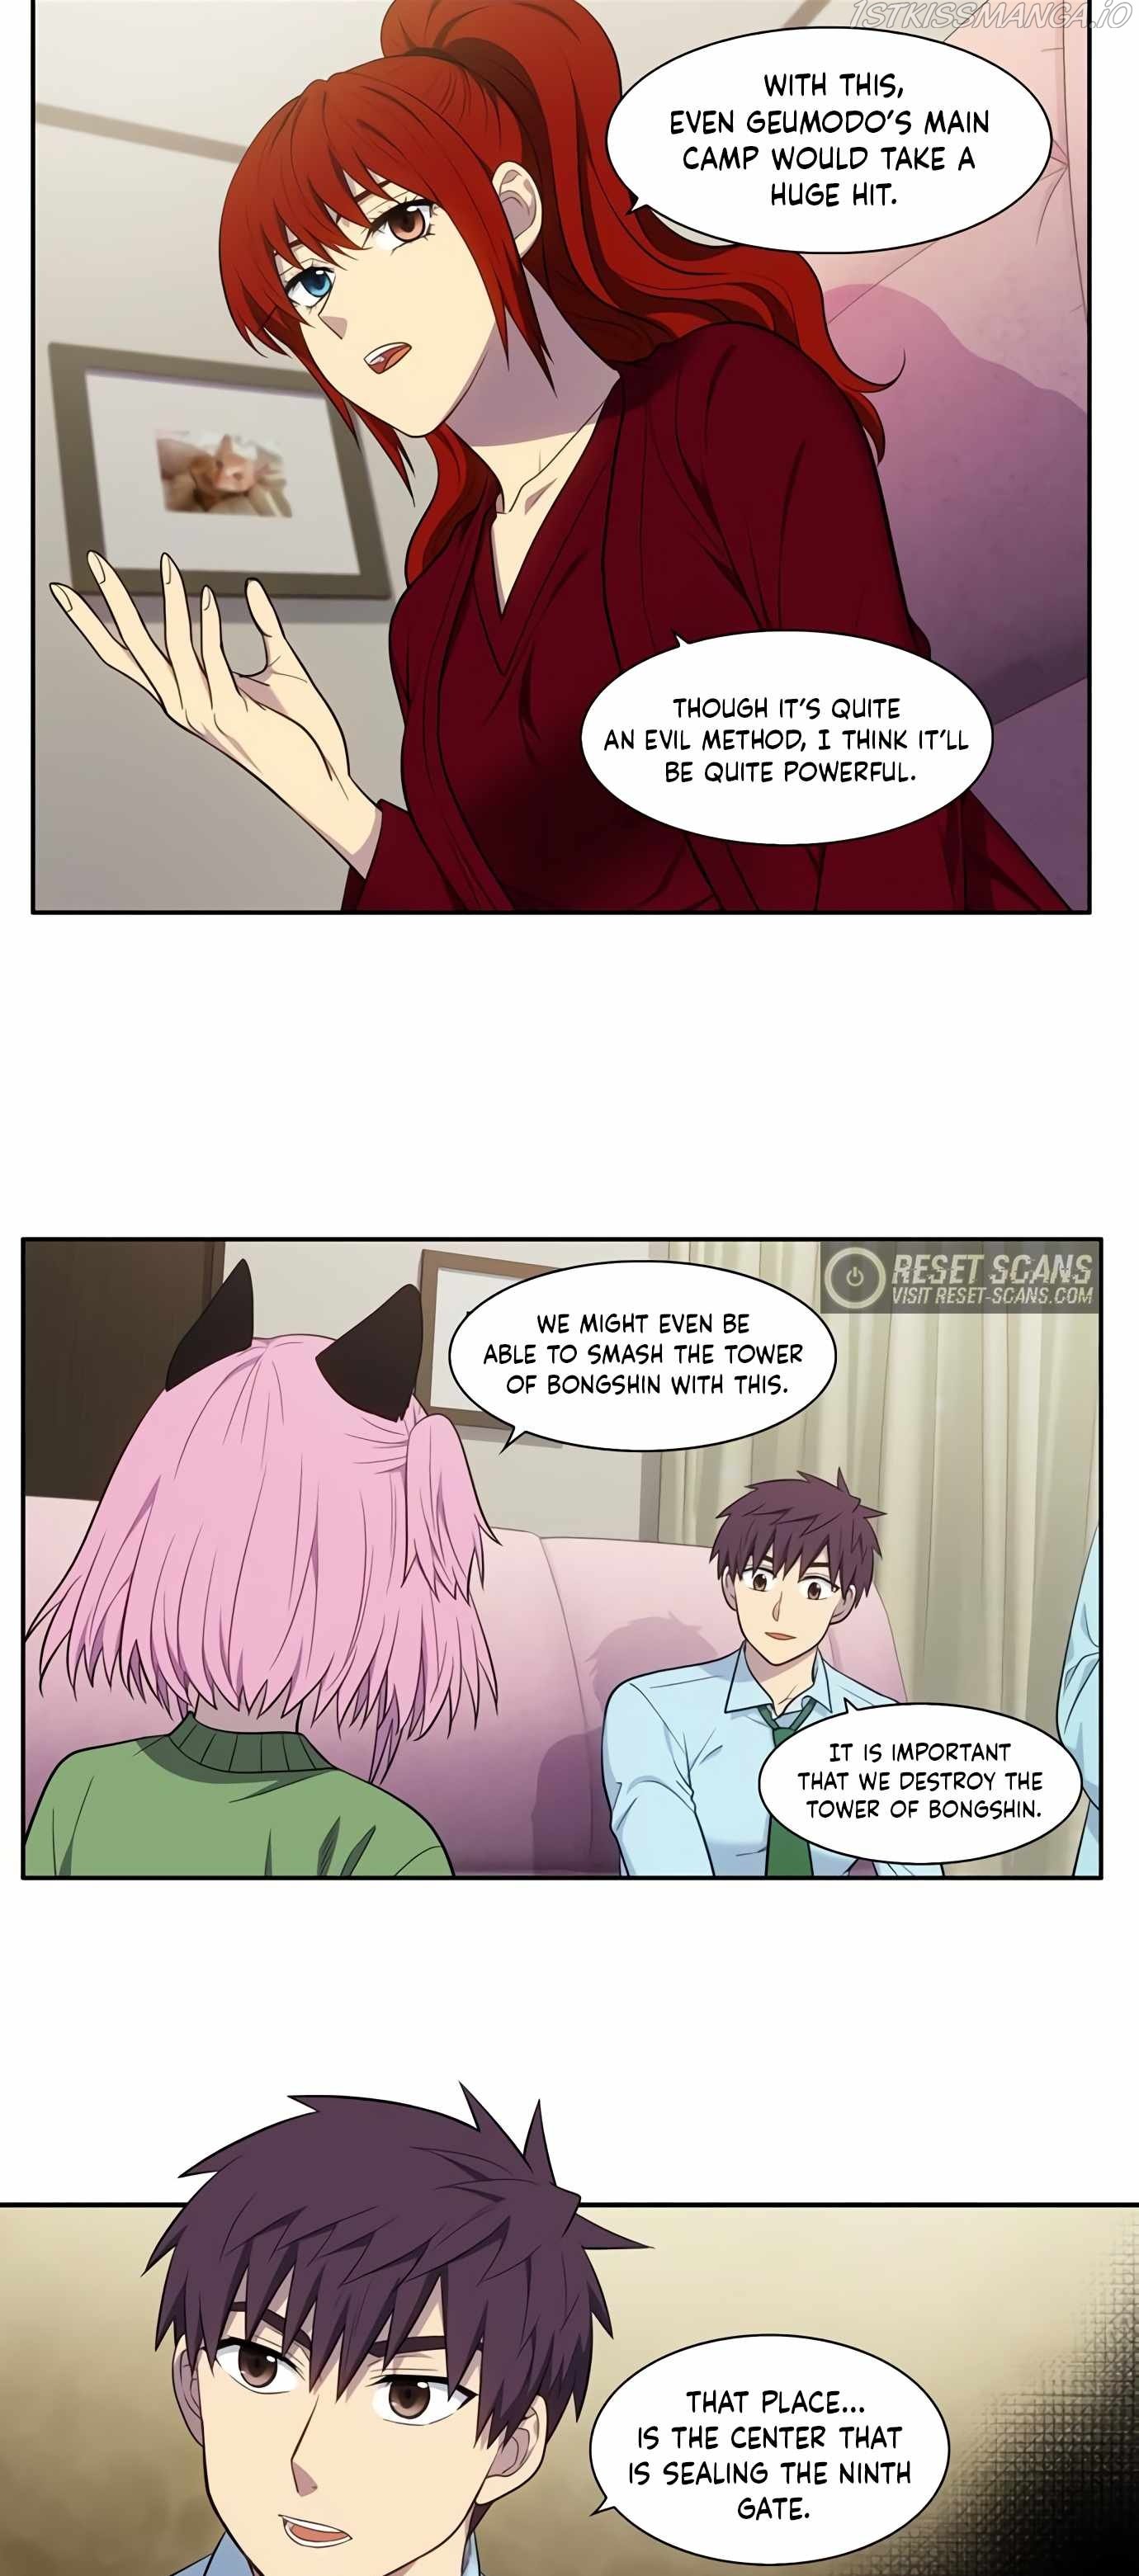 1STKISSMANGA.iO
WITH THIS,
EVEN GEUMODO'S MAIN
CAMP WOULD TAKE A
HUGE HIT.
THOUGH IT'S QUITE
AN EVIL METHOD, I THINK IT'LL
BE QUITE POWERFUL.
RESET SCANS
VISIT RESET-SCANS.COM
WE MIGHT EVEN BE
ABLE TO SMASH THE TOWER
OF BONGSHIN WITH THIS.
IT IS IMPORTANT
THAT WE DESTROY THE
TOWER OF BONGSHIN.
THAT PLACE...
IS THE CENTER THAT
IS SEALING THE NINTH
GATE.